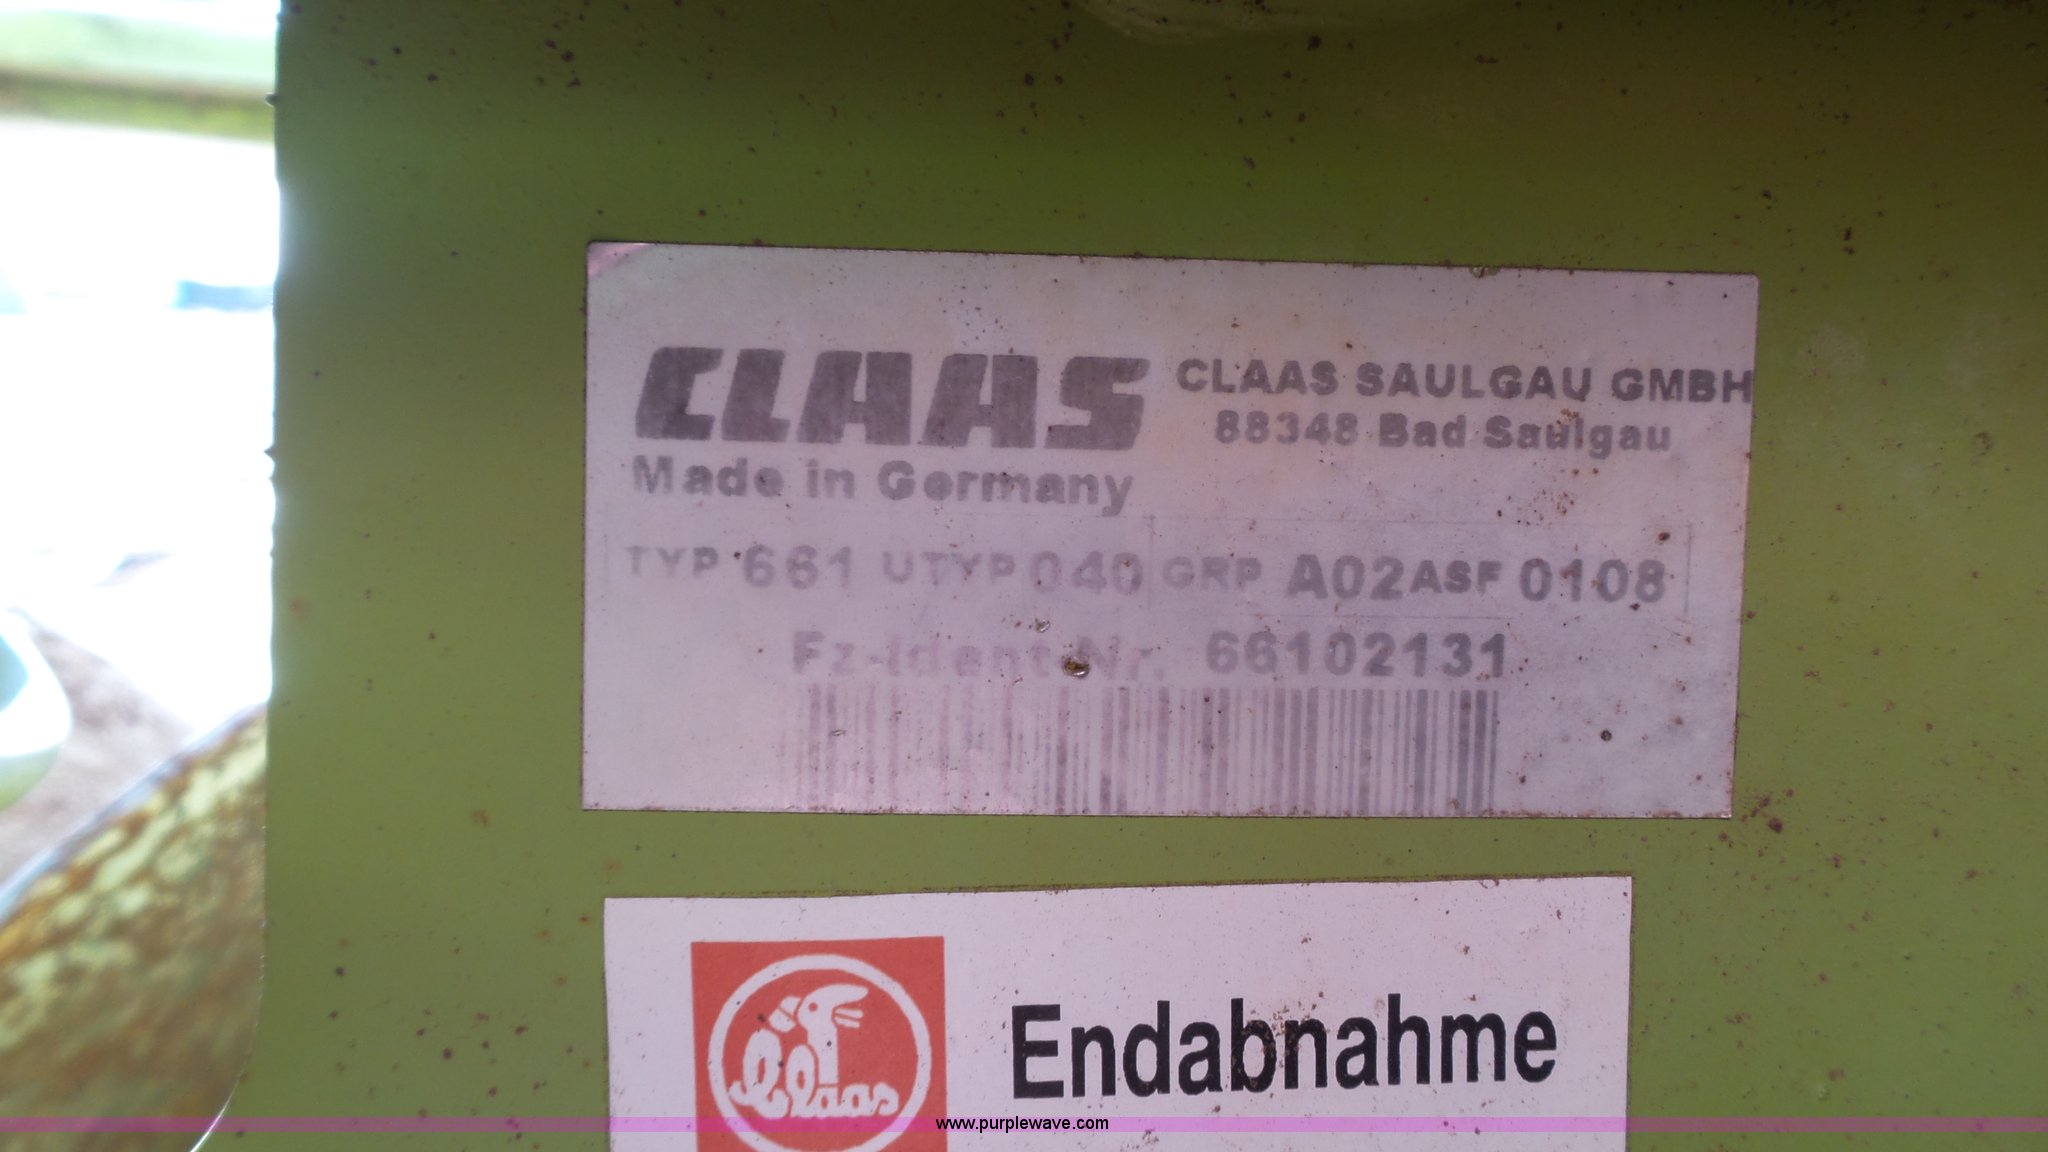 CLAAS CLAAS SAULGAU GMBH
88348 Bad Saulgau
Made in Germany
TYP 661 UTYP 040 GRP A02 ASF 0108
Fz-Ident-Nr. 66102131
Claas
Endabnahme
www.purplewave.com